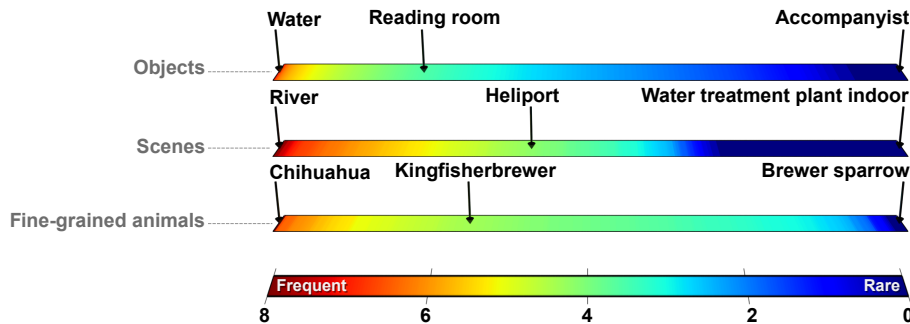 Water Reading room Accompanyist
Objects
River Heliport Water treatment plant indoor
Scenes
Chihuahua Kingfisherbrewer Brewer sparrow
Fine-grained animals
Frequent Rare
8 6 4 2 0